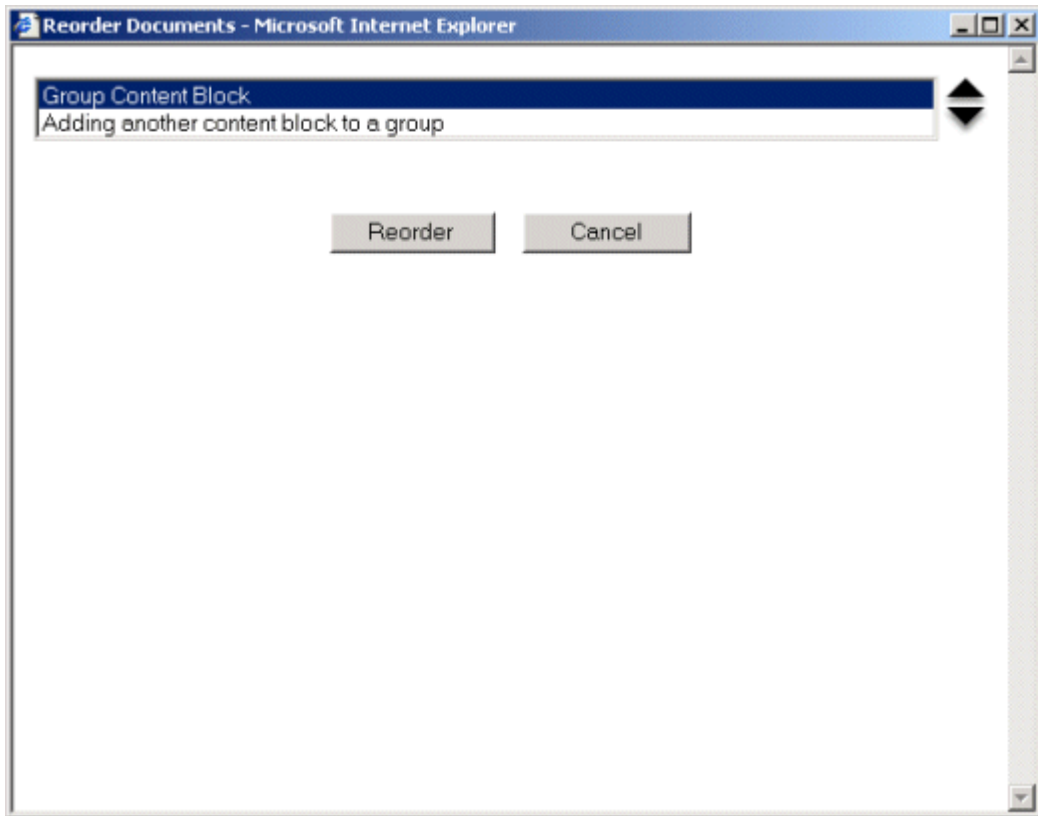 Reorder Documents - Microsoft Internet Explorer
Group Content Block
Adding another content block to a group
Reorder
Cancel